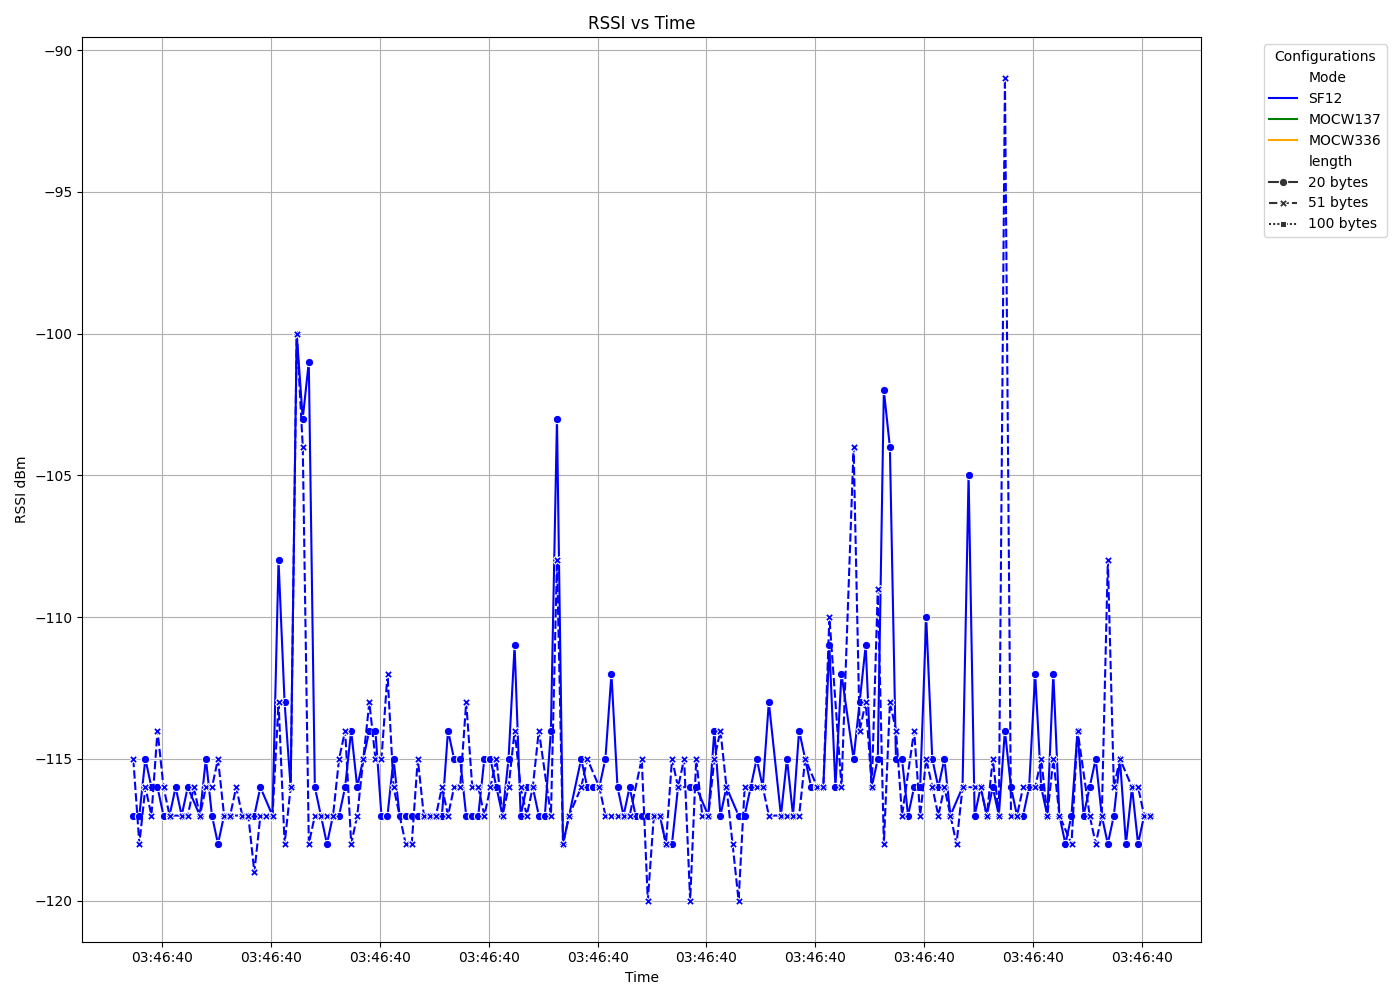 RSSI vs Time
RSSI dBm
−90
−95
−100
−105
−110
−115
−120
03:46:40 03:46:40 03:46:40 03:46:40 03:46:40 03:46:40 03:46:40 03:46:40 03:46:40 03:46:40
Time
Configurations
Mode
SF12
MOCW137
MOCW336
length
20 bytes
51 bytes
100 bytes